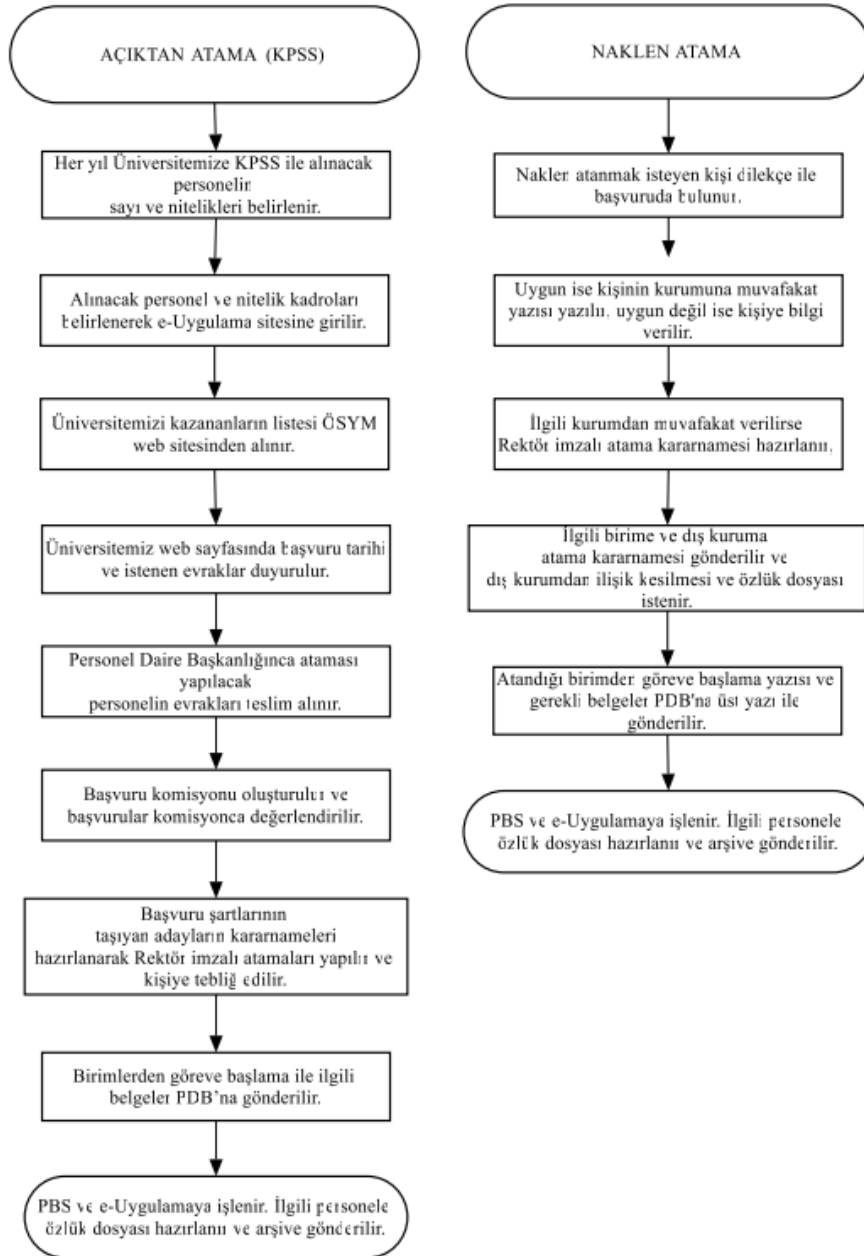 AÇIKTAN ATAMA (KPSS)
Her yıl Üniversitemize KPSS ile alınacak
personelin
sayı ve nitelikleri belirlenir.
Alınacak personel ve nitelik kadroları
belirlenerek e-Uygulama sitesine girilir.
Üniversitemizi kazananların listesi ÖSYM
web sitesinden alınır.
Üniversitemiz web sayfasında başvuru tarihi
ve istenen evraklar duyurulur.
Personel Daire Başkanlığınca ataması
yapılacak
personelin evrakları teslim alınır.
Başvuru komisyonu oluşturulur ve
başvurular komisyonca değerlendirilir.
Başvuru şartlarının
taşıyan adayların kararnameleri
hazırlanarak Rektör imzalı atamaları yapılır ve
kişiye tebliğ edilir.
Birimlerden göreve başlama ile ilgili
belgeler PDB'na gönderilir.
PBS ve e-Uygulamaya işlenir. İlgili personele
özlük dosyası hazırlanır ve arşive gönderilir.
NAKLEN ATAMA
Naklen atanmak isteyen kişi dilekçe ile
başvuruda bulunur.
Uygun ise kişinin kurumuna muvafakat
yazısı yazılır, uygun değil ise kişiye bilgi
verilir.
İlgili kurumdan muvafakat verilirse
Rektör imzalı atama kararnamesi hazırlanır.
İlgili birime ve dış kuruma
atama kararnamesi gönderilir ve
dış kurumdan ilişik kesilmesi ve özlük dosyası
istenir.
Atandığı birimden göreve başlama yazısı ve
gerekli belgeler PDB'na üst yazı ile
gönderilir.
PBS ve e-Uygulamaya işlenir. İlgili personele
özlük dosyası hazırlanır ve arşive gönderilir.